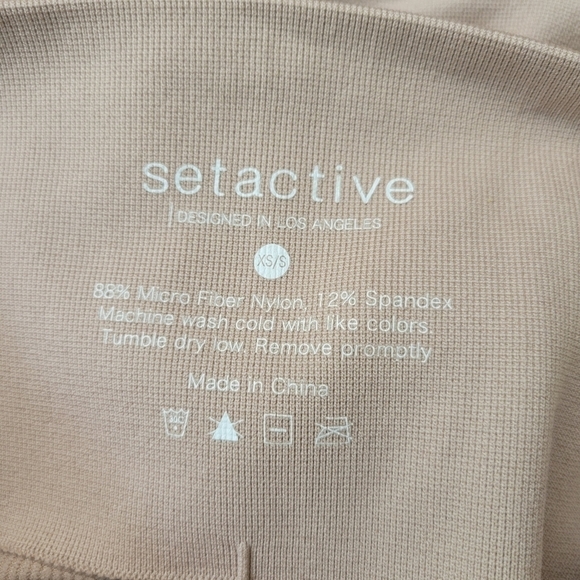 setactive
DESIGNED IN LOS ANGELES
XS/S
88% Micro Fiber Nylon, 12% Spandex
Machine wash cold with like colors
Tumble dry low. Remove promptly
Made in China